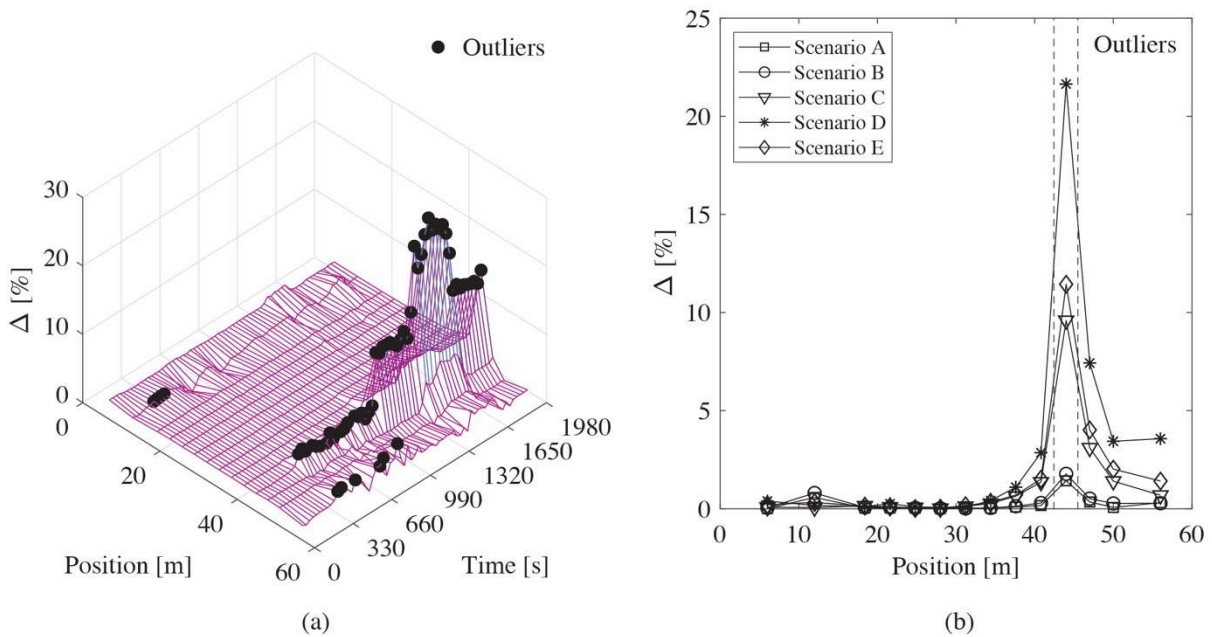 Outliers
30
20
10
0
Δ [%]
0
20
40
60
Position [m]
0
330
660
990
1320
1650
1980
Time [s]
(a)
25
20
15
10
5
0
Δ [%]
Scenario A
Scenario B
Scenario C
Scenario D
Scenario E
Outliers
0 10 20 30 40 50 60
Position [m]
(b)